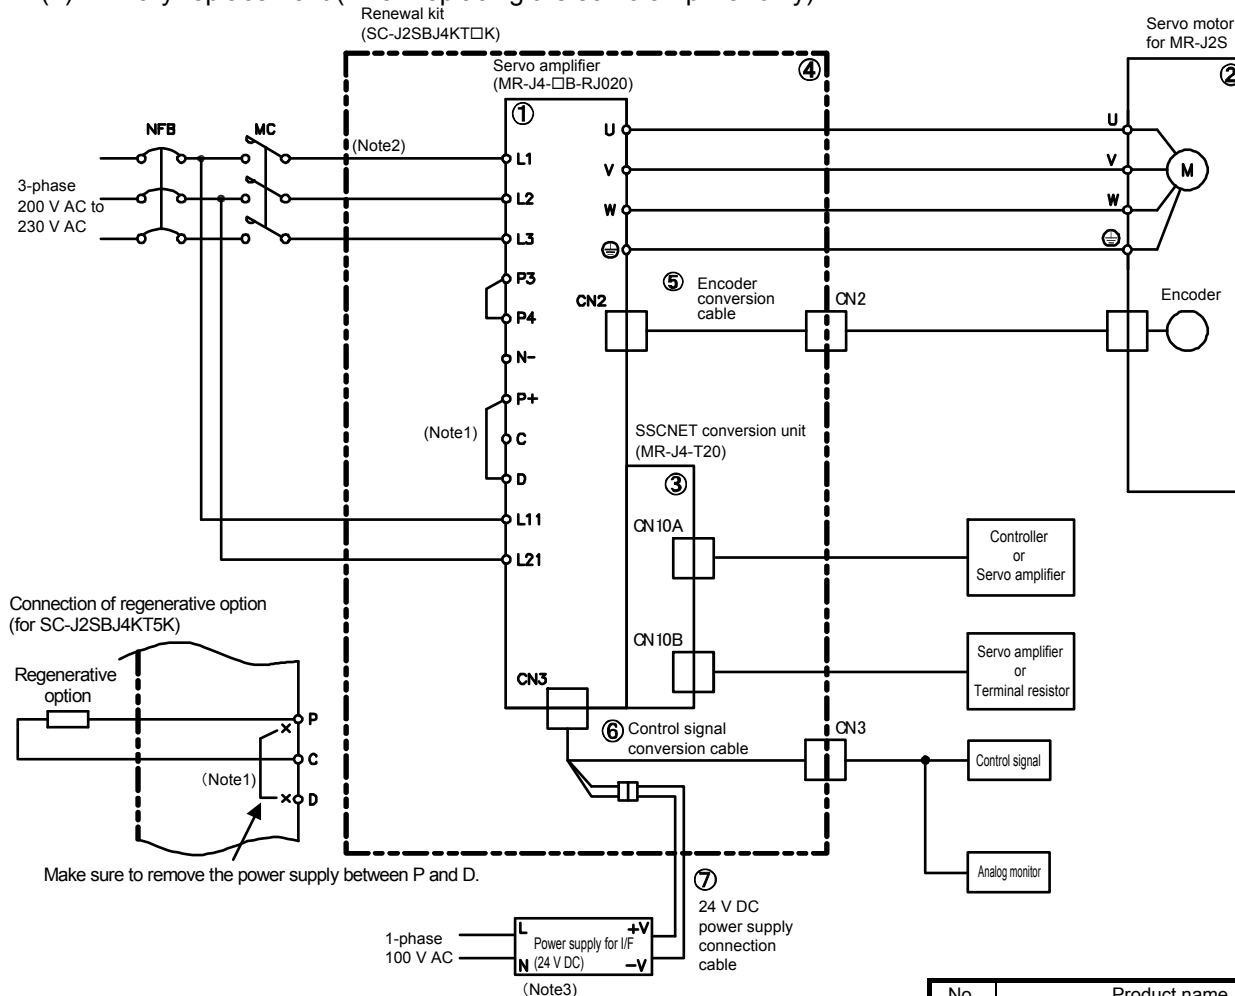 Renewal kit
(SC-J2SBJ4KT□K)
Servo motor
for MR-J2S
②
④
Servo amplifier
(MR-J4-□B-RJ020)
①
NFB
MC
(Note2)
3-phase
200 V AC to
230 V AC
L1
L2
L3
P3
P4
N-
P+
(Note1)
C
D
L11
L21
U
V
W
U
V
W
M
CN2
⑤ Encoder
conversion
cable
CN2
Encoder
SSCNET conversion unit
(MR-J4-T20)
③
CN10A
Controller
or
Servo amplifier
CN10B
Servo amplifier
or
Terminal resistor
CN3
⑥ Control signal
conversion cable
CN3
Control signal
Analog monitor
Connection of regenerative option
(for SC-J2SBJ4KT5K)
Regenerative
option
P
C
(Note1)
D
Make sure to remove the power supply between P and D.
⑦
24 V DC
power supply
connection
cable
1-phase
100 V AC
L
N
Power supply for I/F
(24 V DC)
+V
-V
(Note3)
No
Product name